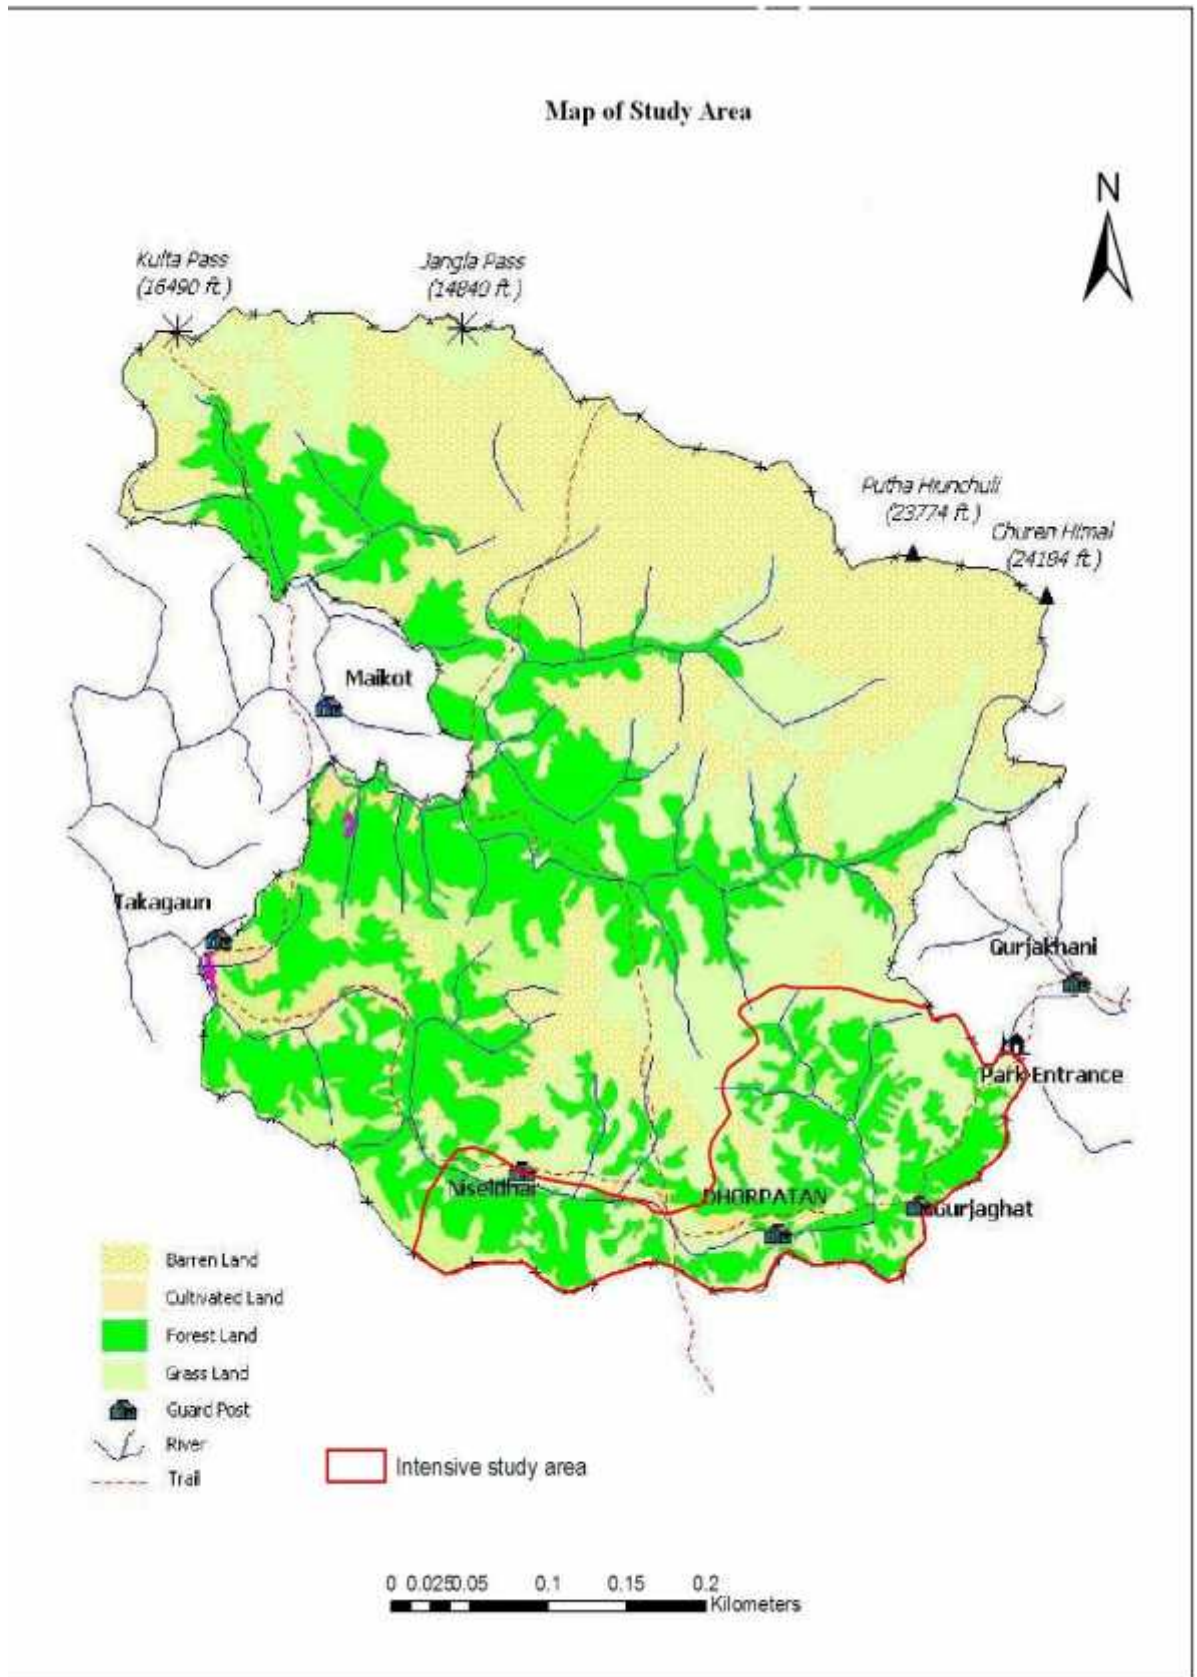 Map of Study Area
N
Kulta Pass
(16490 ft.)
Jangla Pass
(14840 ft.)
Putha Hiunchuli
(23774 ft.)
Churen Himal
(24184 ft.)
Maikot
Takagaun
Gurjakhani
Park Entrance
Niseldhar
DHORPATAN
Gurjaghat
Barren Land
Cultivated Land
Forest Land
Grass Land
Guard Post
River
Trail
Intensive study area
0 0.025 0.05 0.1 0.15 0.2
Kilometers